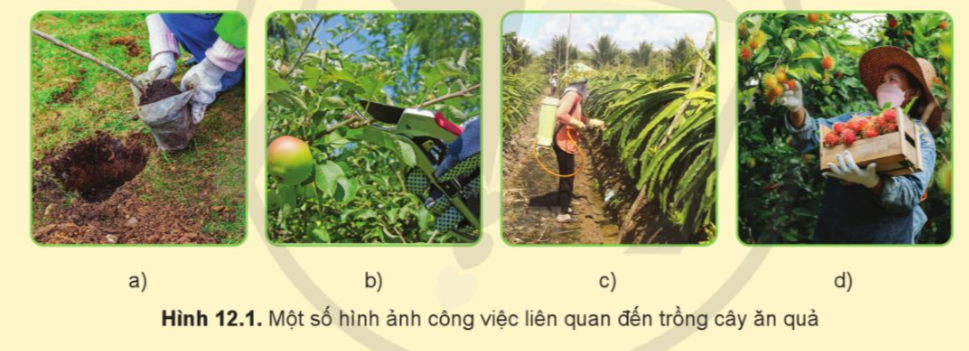 a)
b)
c)
d)
Hình 12.1. Một số hình ảnh công việc liên quan đến trồng cây ăn quả